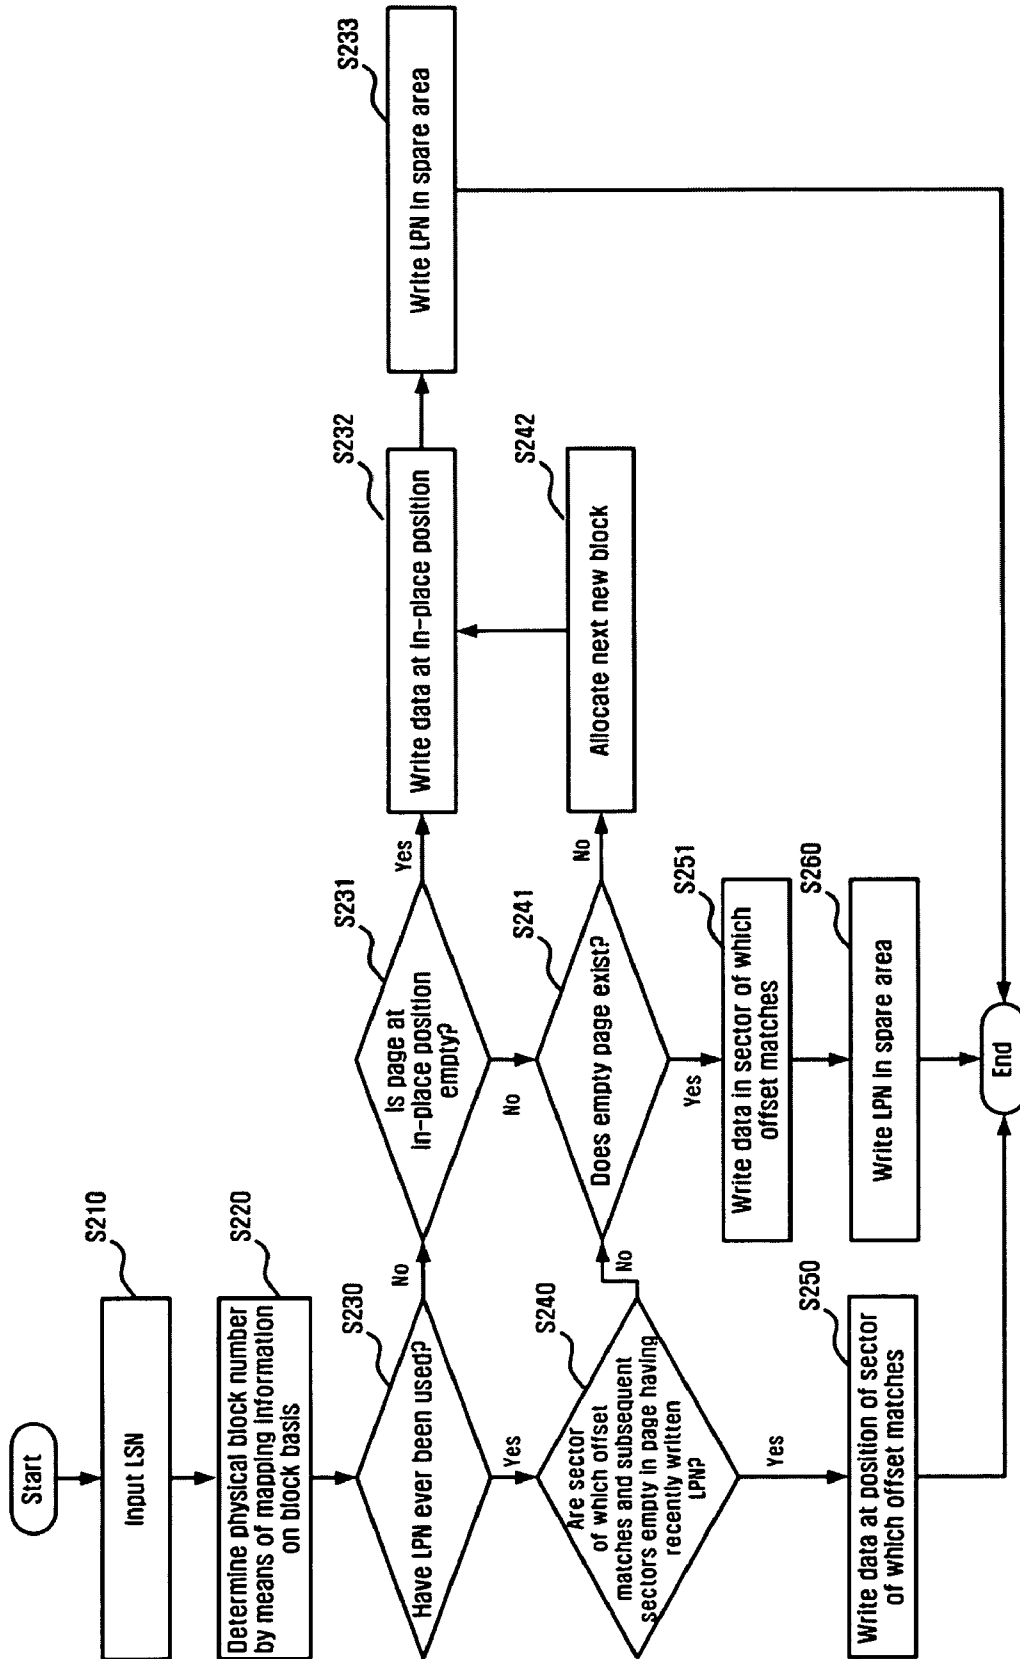 Start
S210
Input LSN
S220
Determine physical block number
by means of mapping information
on block basis
S230
Have LPN ever been used?
No
Yes
S231
Is page at
in-place position
empty?
Yes
No
S232
Write data at in-place position
S233
Write LPN in spare area
S240
Are sector
of which offset
matches and subsequent
sectors empty in page having
recently written
LPN?
No
Yes
S241
Does empty page exist?
No
Yes
S242
Allocate next new block
S250
Write data at position of sector
of which offset matches
S251
Write data in sector of which
offset matches
S260
Write LPN in spare area
End